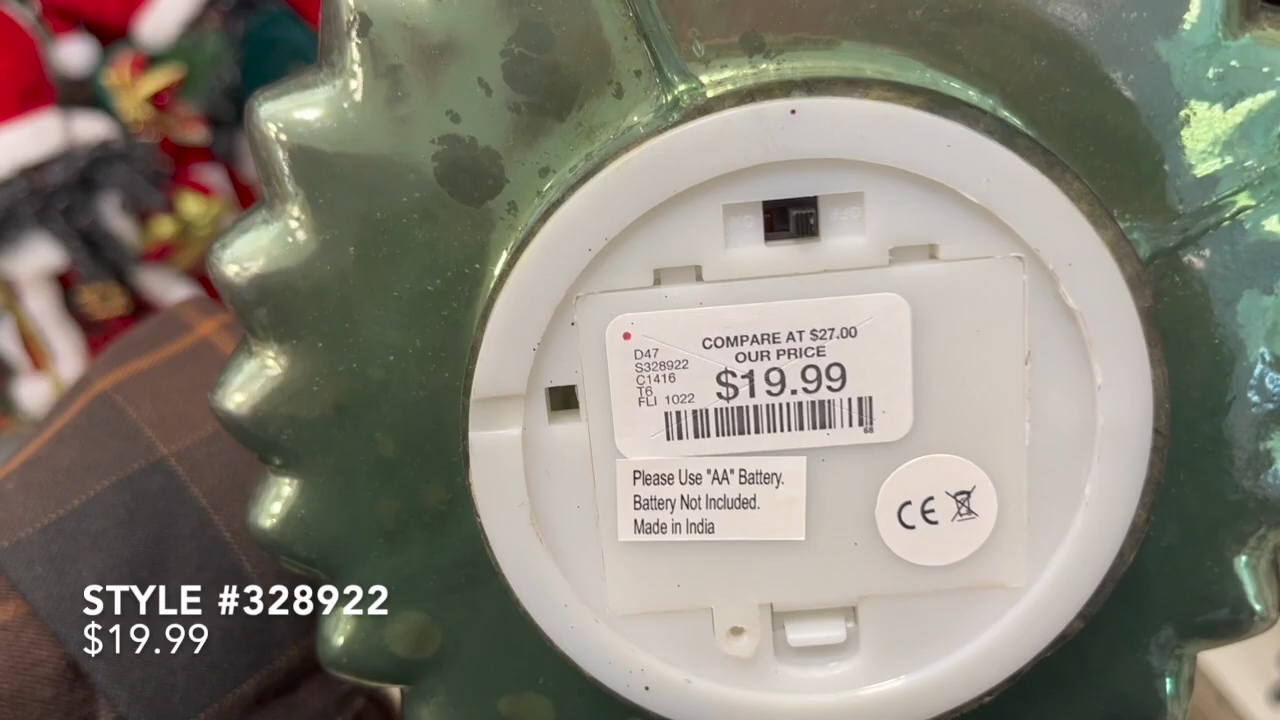 COMPARE AT $27.00
OUR PRICE
$19.99
D47
S328922
C1416
T6
FLI 1022
68
Please Use "AA" Battery.
Battery Not Included.
Made in India
CE
STYLE #328922
$19.99